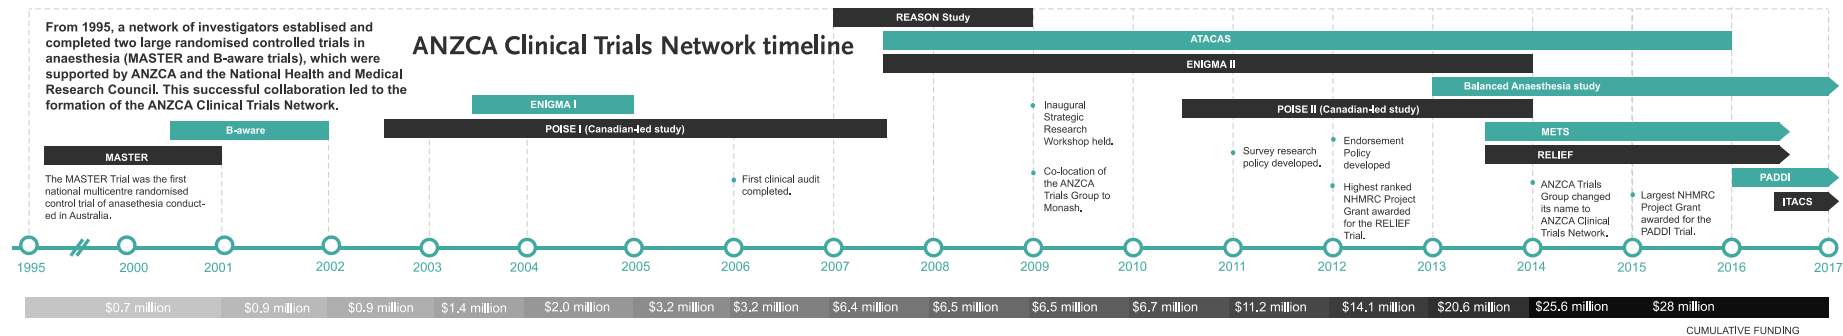 From 1995, a network of investigators establised and
completed two large randomised controlled trials in
anaesthesia (MASTER and B-aware trials), which were
supported by ANZCA and the National Health and Medical
Research Council. This successful collaboration led to the
formation of the ANZCA Clinical Trials Network.
ANZCA Clinical Trials Network timeline
REASON Study
ATACAS
ENIGMA II
Balanced Anaesthesia study
ENIGMA I
POISE II (Canadian-led study)
B-aware
POISE I (Canadian-led study)
METS
MASTER
RELIEF
PADDI
ITACS
The MASTER Trial was the first
national multicentre randomised
control trial of anasethesia conduct-
ed in Australia.
First clinical audit
completed.
Inaugural
Strategic
Research
Workshop held.
Co-location of
the ANZCA
Trials Group to
Monash.
Survey research
policy developed.
Endorsement
Policy
developed
Highest ranked
NHMRC Project
Grant awarded
for the RELIEF
Trial.
ANZCA Trials
Group changed
its name to
ANZCA Clinical
Trials Network.
Largest NHMRC
Project Grant
awarded for the
PADDI Trial.
1995 2000 2001 2002 2003 2004 2005 2006 2007 2008 2009 2010 2011 2012 2013 2014 2015 2016 2017
$0.7 million $0.9 million $0.9 million $1.4 million $2.0 million $3.2 million $3.2 million $6.4 million $6.5 million $6.5 million $6.7 million $11.2 million $14.1 million $20.6 million $25.6 million $28 million
CUMULATIVE FUNDING